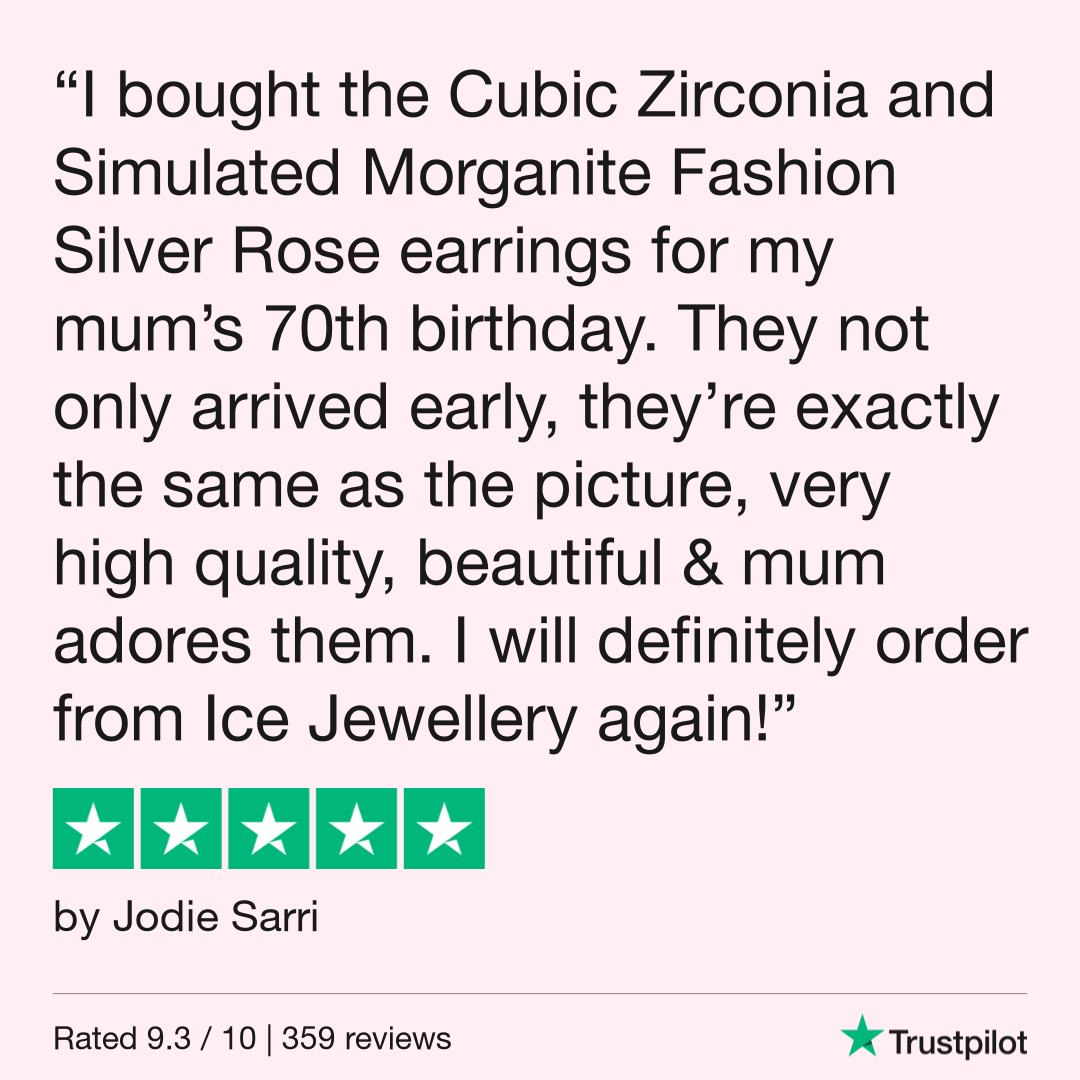 “I bought the Cubic Zirconia and
Simulated Morganite Fashion
Silver Rose earrings for my
mum’s 70th birthday. They not
only arrived early, they’re exactly
the same as the picture, very
high quality, beautiful & mum
adores them. I will definitely order
from Ice Jewellery again!”
by Jodie Sarri
Rated 9.3 / 10 | 359 reviews
Trustpilot